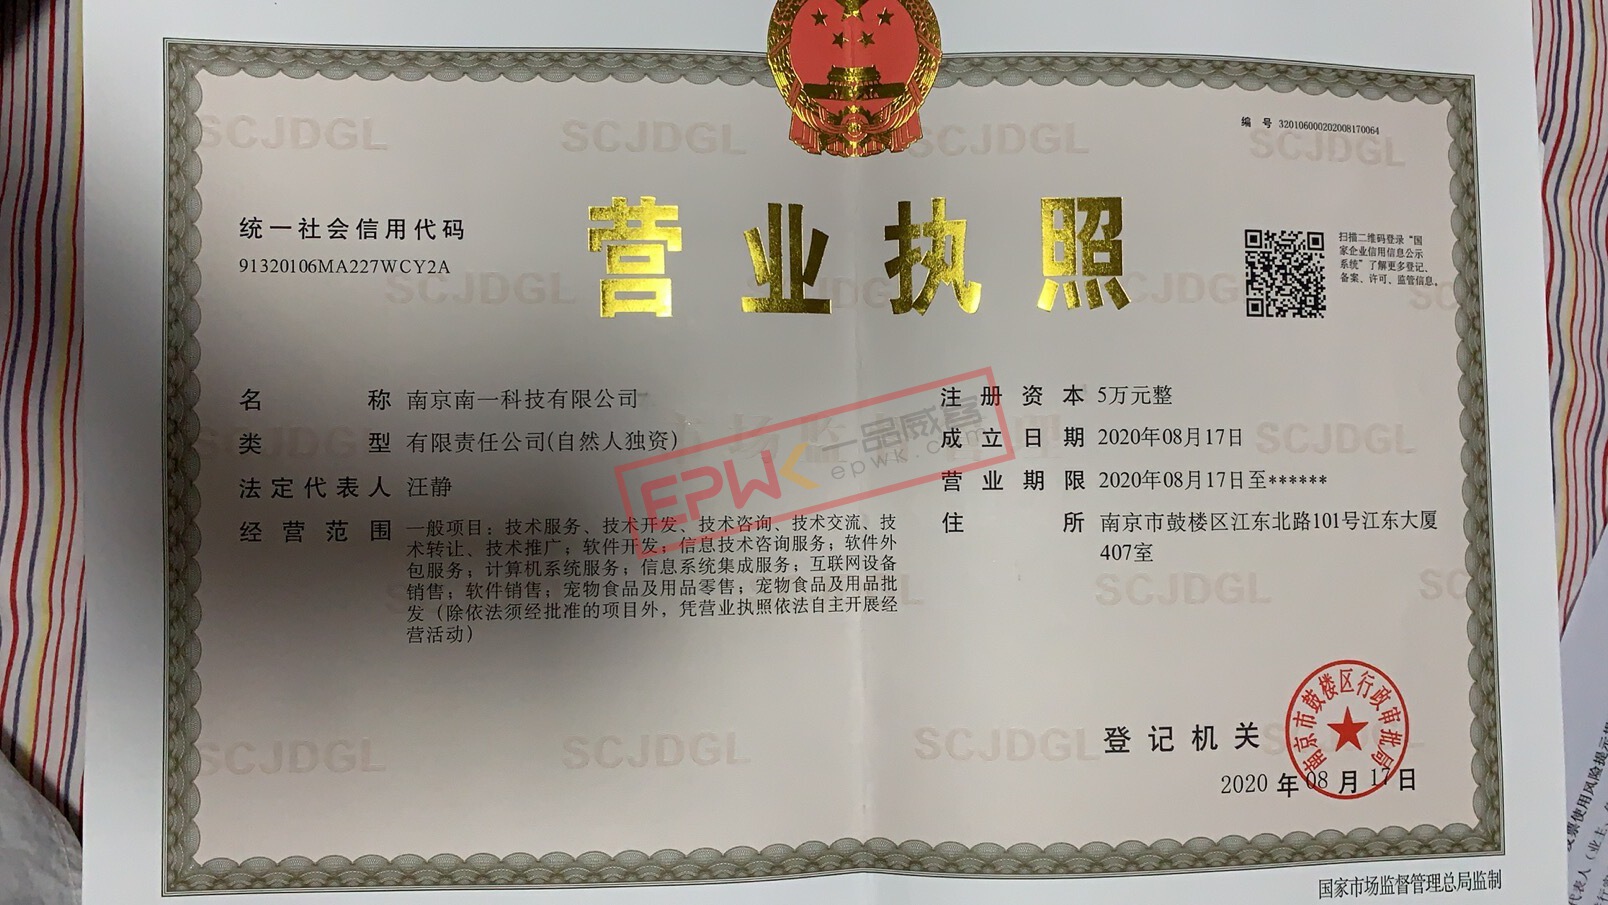 编 号 320106000202008170064
统一社会信用代码
91320106MA227WCY2A
营业执照
扫描二维码登录“国
家企业信用信息公示
系统”了解更多登记、
备案、许可、监管信息。
名 称 南京南一科技有限公司
类 型 有限责任公司(自然人独资)
法定代表人 汪静
经营范围 一般项目：技术服务、技术开发、技术咨询、技术交流、技
术转让、技术推广；软件开发；信息技术咨询服务；软件外
包服务；计算机系统服务；信息系统集成服务；互联网设备
销售；软件销售；宠物食品及用品零售；宠物食品及用品批
发（除依法须经批准的项目外，凭营业执照依法自主开展经
营活动）
注册资本 5万元整
成立日期 2020年08月17日
营业期限 2020年08月17日至******
住 所 南京市鼓楼区江东北路101号江东大厦
407室
EPWK 一品威客
epwk.com
登记机关
南京市鼓楼区行政审批局
2020 年 08 月 17 日
国家市场监督管理总局监制
SCJDGL SCJDGL SCJDGL SCJDGL